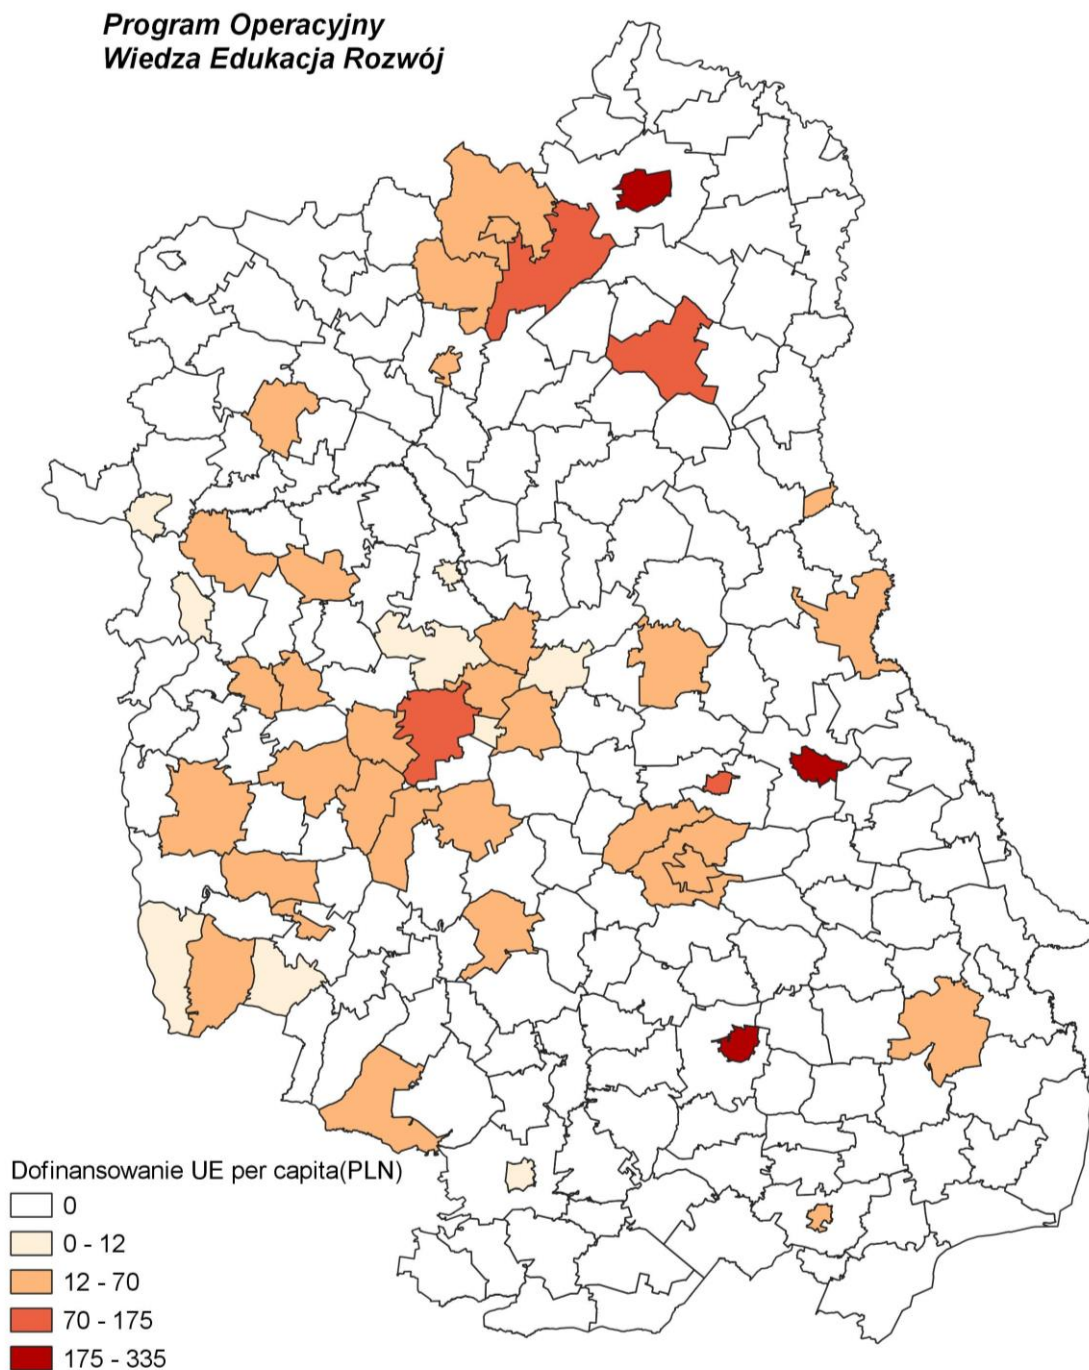 Program Operacyjny
Wiedza Edukacja Rozwój
Dofinansowanie UE per capita(PLN)
0
0 - 12
12 - 70
70 - 175
175 - 335